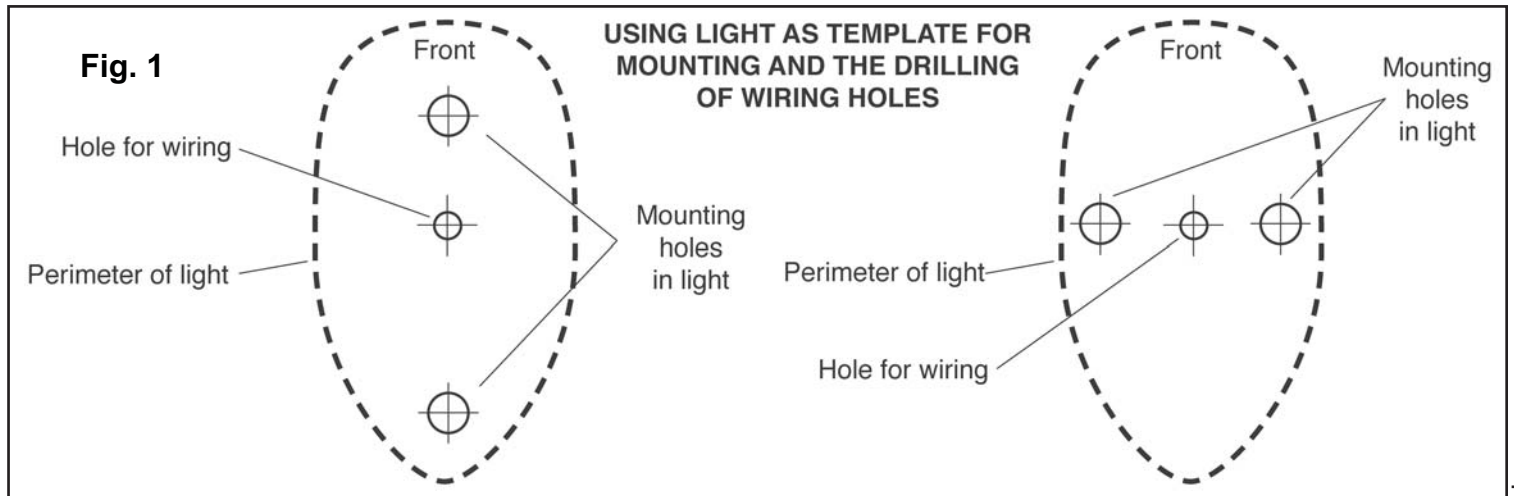 Fig. 1
Front
Hole for wiring
Perimeter of light
Mounting
holes
in light
USING LIGHT AS TEMPLATE FOR
MOUNTING AND THE DRILLING
OF WIRING HOLES
Front
Mounting
holes
in light
Perimeter of light
Hole for wiring